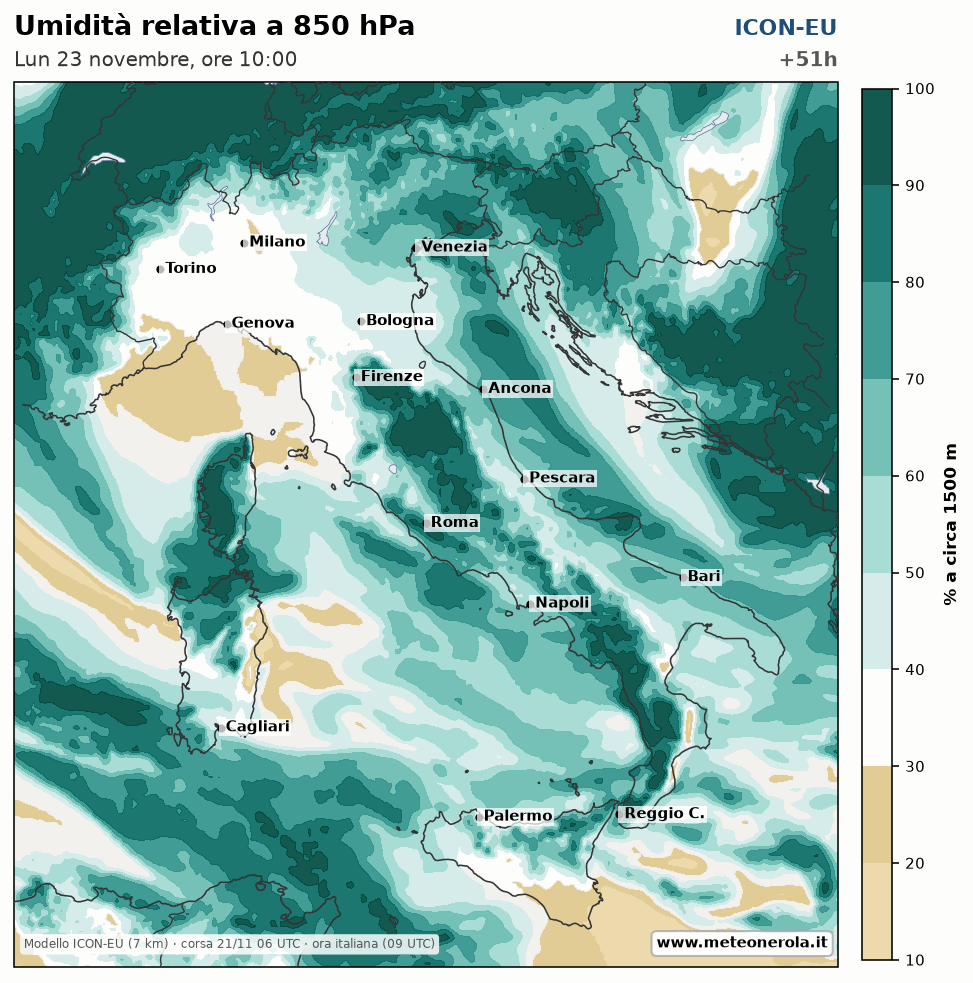 Umidità relativa a 850 hPa
ICON-EU
Lun 23 novembre, ore 10:00
+51h
Milano
Venezia
Torino
Genova
Bologna
Firenze
Ancona
Pescara
Roma
Bari
Napoli
Cagliari
Palermo
Reggio C.
100
90
80
70
60
50
40
30
20
10
% a circa 1500 m
Modello ICON-EU (7 km) · corsa 21/11 06 UTC · ora italiana (09 UTC)
www.meteonerola.it